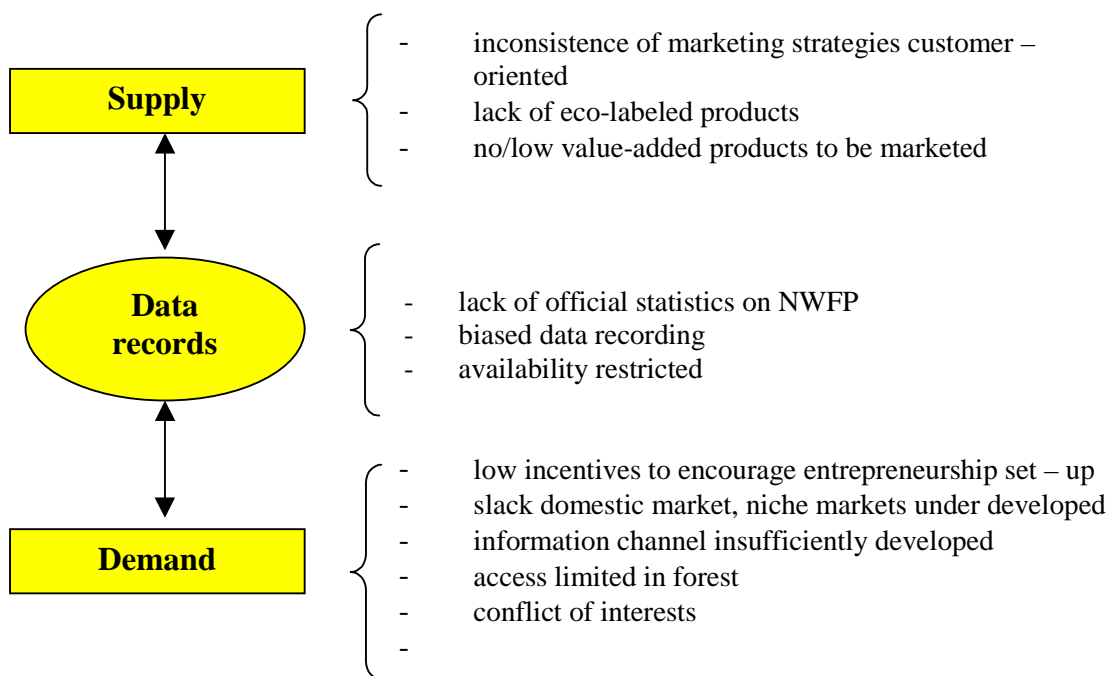 Supply
- inconsistence of marketing strategies customer –
oriented
- lack of eco-labeled products
- no/low value-added products to be marketed
Data
records
- lack of official statistics on NWFP
- biased data recording
- availability restricted
Demand
- low incentives to encourage entrepreneurship set – up
- slack domestic market, niche markets under developed
- information channel insufficiently developed
- access limited in forest
- conflict of interests
-